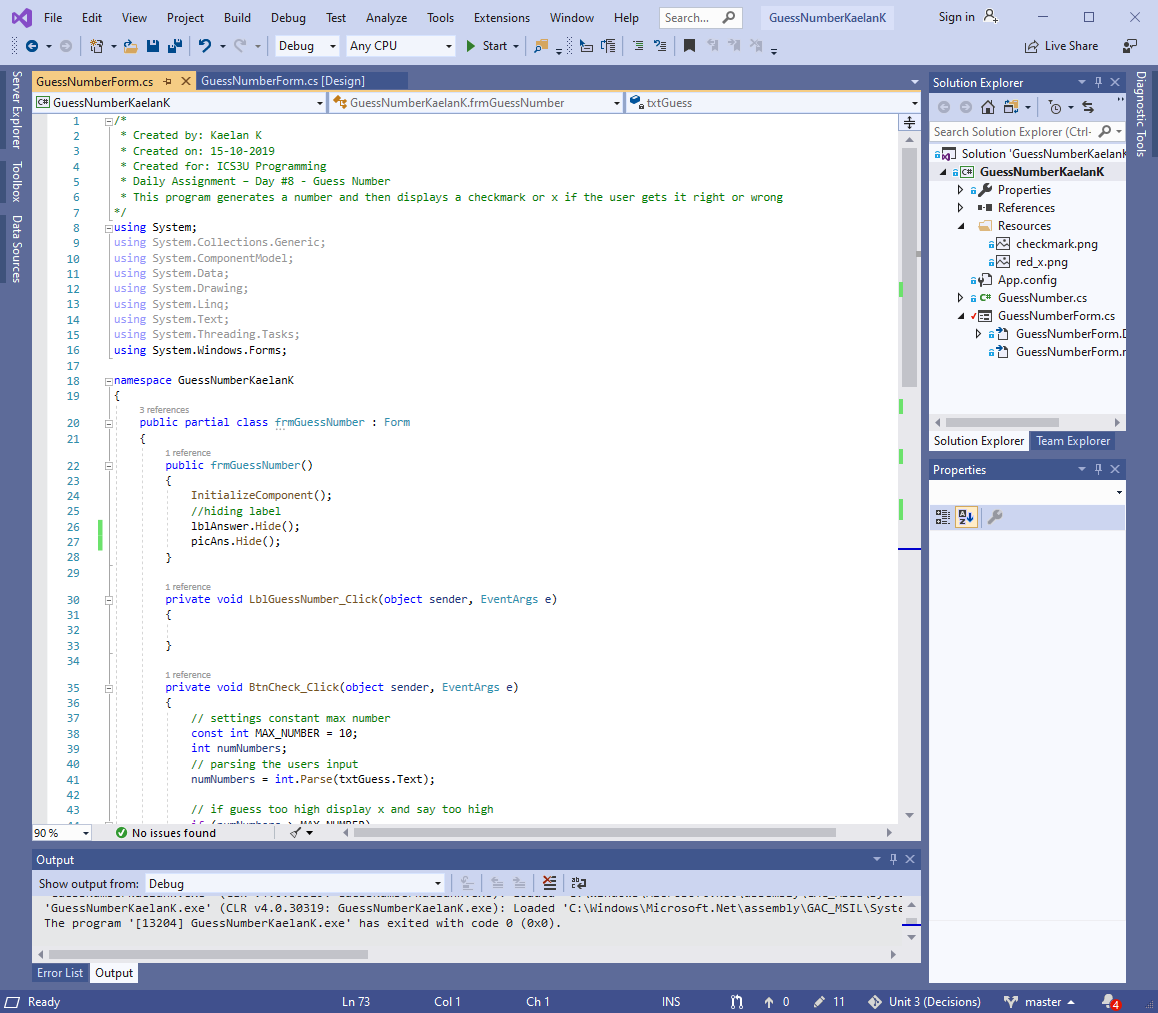 File Edit View Project Build Debug Test Analyze Tools Extensions Window Help Search... GuessNumberKaelanK Sign in
Debug Any CPU Start Live Share
Server Explorer
Toolbox
Data Sources
GuessNumberForm.cs GuessNumberForm.cs [Design]
GuessNumberKaelanK GuessNumberKaelanK.frmGuessNumber txtGuess
1 /*
2 * Created by: Kaelan K
3 * Created on: 15-10-2019
4 * Created for: ICS3U Programming
5 * Daily Assignment – Day #8 - Guess Number
6 * This program generates a number and then displays a checkmark or x if the user gets it right or wrong
7 */
8 using System;
9 using System.Collections.Generic;
10 using System.ComponentModel;
11 using System.Data;
12 using System.Drawing;
13 using System.Linq;
14 using System.Text;
15 using System.Threading.Tasks;
16 using System.Windows.Forms;
17
18 namespace GuessNumberKaelanK
19 {
3 references
20 public partial class frmGuessNumber : Form
21 {
1 reference
22 public frmGuessNumber()
23 {
24 InitializeComponent();
25 //hiding label
26 lblAnswer.Hide();
27 picAns.Hide();
28 }
29
1 reference
30 private void LblGuessNumber_Click(object sender, EventArgs e)
31 {
32
33 }
34
1 reference
35 private void BtnCheck_Click(object sender, EventArgs e)
36 {
37 // settings constant max number
38 const int MAX_NUMBER = 10;
39 int numNumbers;
40 // parsing the users input
41 numNumbers = int.Parse(txtGuess.Text);
42
43 // if guess too high display x and say too high
90 % No issues found
Solution Explorer
Search Solution Explorer (Ctrl-
Solution 'GuessNumberKaelanK
GuessNumberKaelanK
Properties
References
Resources
checkmark.png
red_x.png
App.config
GuessNumber.cs
GuessNumberForm.cs
GuessNumberForm.D
GuessNumberForm.r
Solution Explorer Team Explorer
Properties
Diagnostic Tools
Output
Show output from: Debug
'GuessNumberKaelanK.exe' (CLR v4.0.30319: GuessNumberKaelanK.exe): Loaded 'C:\Windows\Microsoft.Net\assembly\GAC_MSIL\Syste
The program '[13204] GuessNumberKaelanK.exe' has exited with code 0 (0x0).
Error List Output
Ready Ln 73 Col 1 Ch 1 INS 0 11 Unit 3 (Decisions) master 4